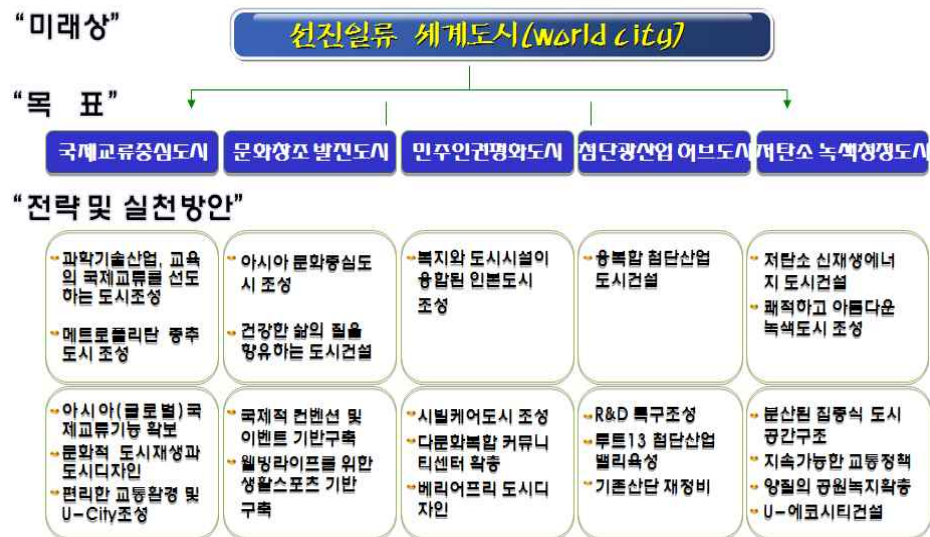 “미래상”
선진일류 세계도시(world city)
“목 표”
국제교류중심도시
문화창조 발전도시
민주인권평화도시
첨단광산업 허브도시
저탄소 녹색청정도시
“전략 및 실천방안”
과학기술산업, 교육
의 국제교류를 선도
하는 도시조성
메트로폴리탄 중추
도시 조성
아시아 문화중심도
시 조성
건강한 삶의 질을
향유하는 도시건설
복지와 도시시설이
융합된 인본도시
조성
융복합 첨단산업
도시건설
저탄소 신재생에너
지 도시건설
쾌적하고 아름다운
녹색도시 조성
아시아(글로벌)국
제교류기능 확보
문화적 도시재생과
도시디자인
편리한 교통환경 및
U-City조성
국제적 컨벤션 및
이벤트 기반구축
웰빙라이프를 위한
생활스포츠 기반
구축
시빌케어도시 조성
다문화복합 커뮤니
티센터 확충
베리어프리 도시디
자인
R&D 특구조성
루트13 첨단산업
밸리육성
기존산단 재정비
분산된 집중식 도시
공간구조
지속가능한 교통정책
양질의 공원녹지확충
U-에코시티건설